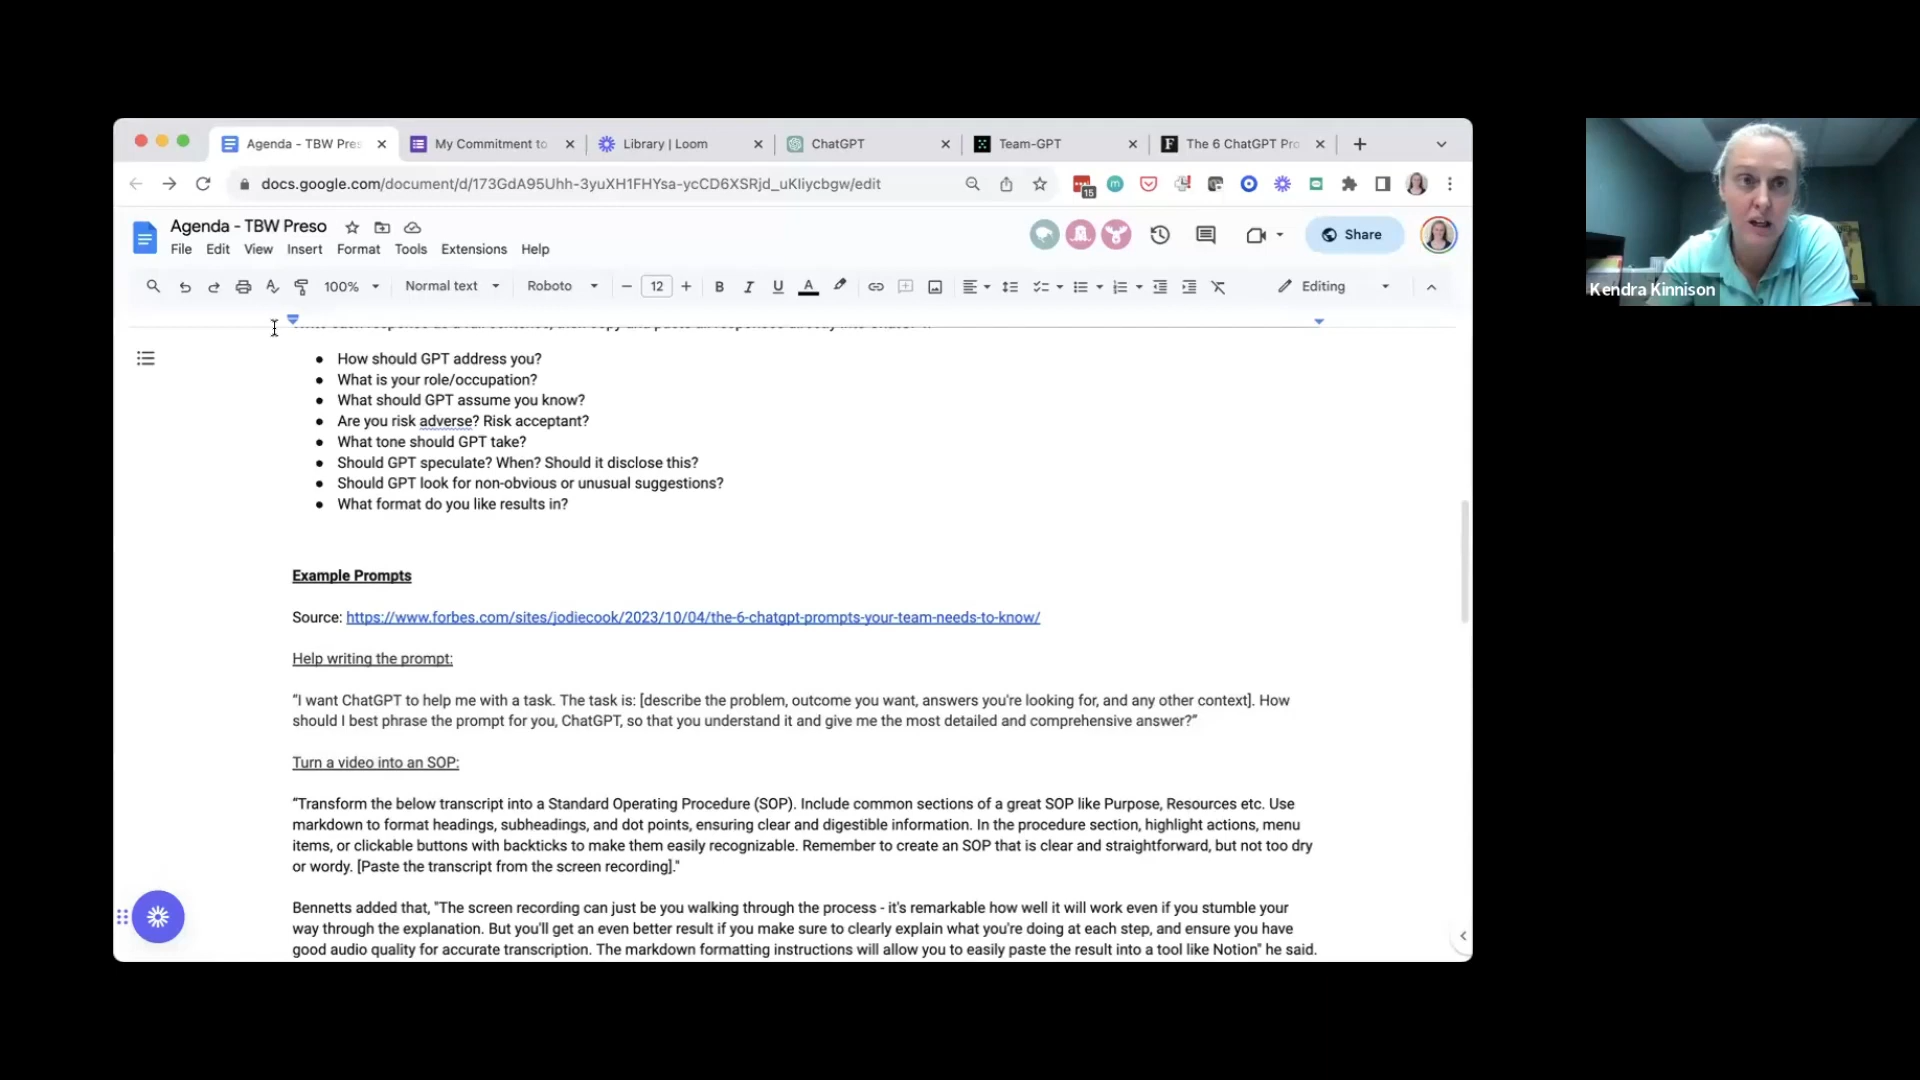 Agenda - TBW Pres
My Commitment to
Library | Loom
ChatGPT
Team-GPT
The 6 ChatGPT Pro
docs.google.com/document/d/173GdA95Uhh-3yuXH1FHYsa-ycCD6XSRjd_uKIiycbgw/edit
15
Agenda - TBW Preso
Share
File Edit View Insert Format Tools Extensions Help
100% Normal text Roboto 12 B I U A Editing
Kendra Kinnison
How should GPT address you?
What is your role/occupation?
What should GPT assume you know?
Are you risk adverse? Risk acceptant?
What tone should GPT take?
Should GPT speculate? When? Should it disclose this?
Should GPT look for non-obvious or unusual suggestions?
What format do you like results in?
Example Prompts
Source: https://www.forbes.com/sites/jodiecook/2023/10/04/the-6-chatgpt-prompts-your-team-needs-to-know/
Help writing the prompt:
“I want ChatGPT to help me with a task. The task is: [describe the problem, outcome you want, answers you're looking for, and any other context]. How
should I best phrase the prompt for you, ChatGPT, so that you understand it and give me the most detailed and comprehensive answer?”
Turn a video into an SOP:
“Transform the below transcript into a Standard Operating Procedure (SOP). Include common sections of a great SOP like Purpose, Resources etc. Use
markdown to format headings, subheadings, and dot points, ensuring clear and digestible information. In the procedure section, highlight actions, menu
items, or clickable buttons with backticks to make them easily recognizable. Remember to create an SOP that is clear and straightforward, but not too dry
or wordy. [Paste the transcript from the screen recording]."
Bennetts added that, "The screen recording can just be you walking through the process - it's remarkable how well it will work even if you stumble your
way through the explanation. But you'll get an even better result if you make sure to clearly explain what you're doing at each step, and ensure you have
good audio quality for accurate transcription. The markdown formatting instructions will allow you to easily paste the result into a tool like Notion" he said.